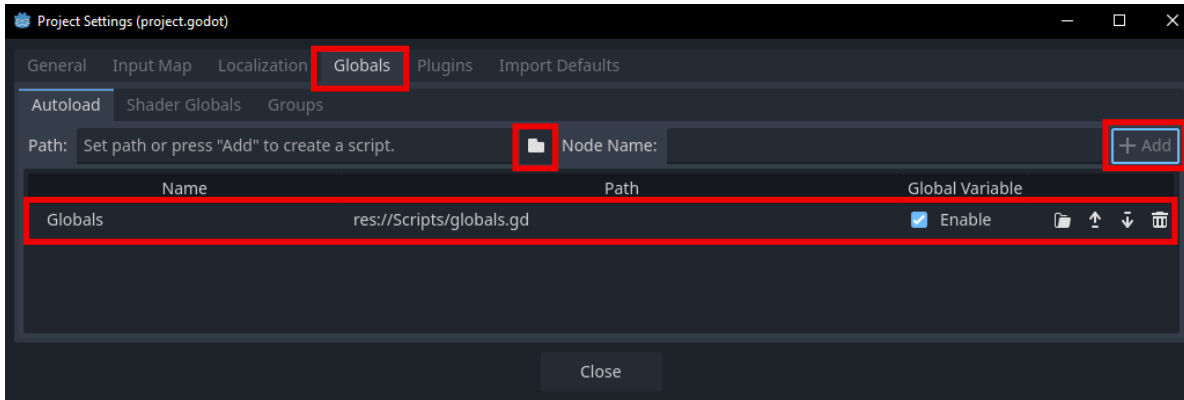 Project Settings (project.godot)
General Input Map Localization Globals Plugins Import Defaults
Autoload Shader Globals Groups
Path: Set path or press "Add" to create a script. Node Name: + Add
Name Path Global Variable
Globals res://Scripts/globals.gd Enable
Close